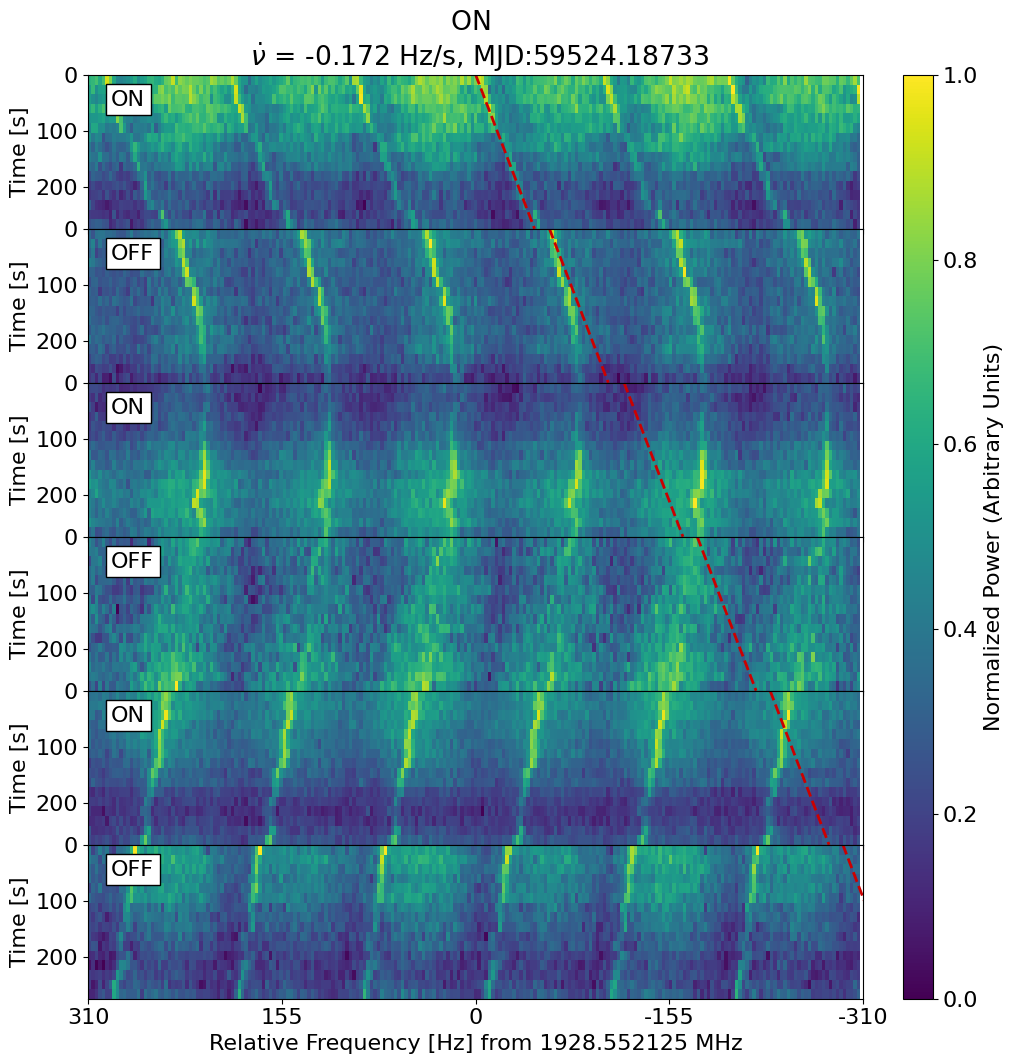 ON
ν̇ = -0.172 Hz/s, MJD:59524.18733
0
100
200
Time [s]
ON
0
100
200
Time [s]
OFF
0
100
200
Time [s]
ON
0
100
200
Time [s]
OFF
0
100
200
Time [s]
ON
0
100
200
Time [s]
OFF
310 155 0 -155 -310
Relative Frequency [Hz] from 1928.552125 MHz
1.0
0.8
0.6
0.4
0.2
0.0
Normalized Power (Arbitrary Units)